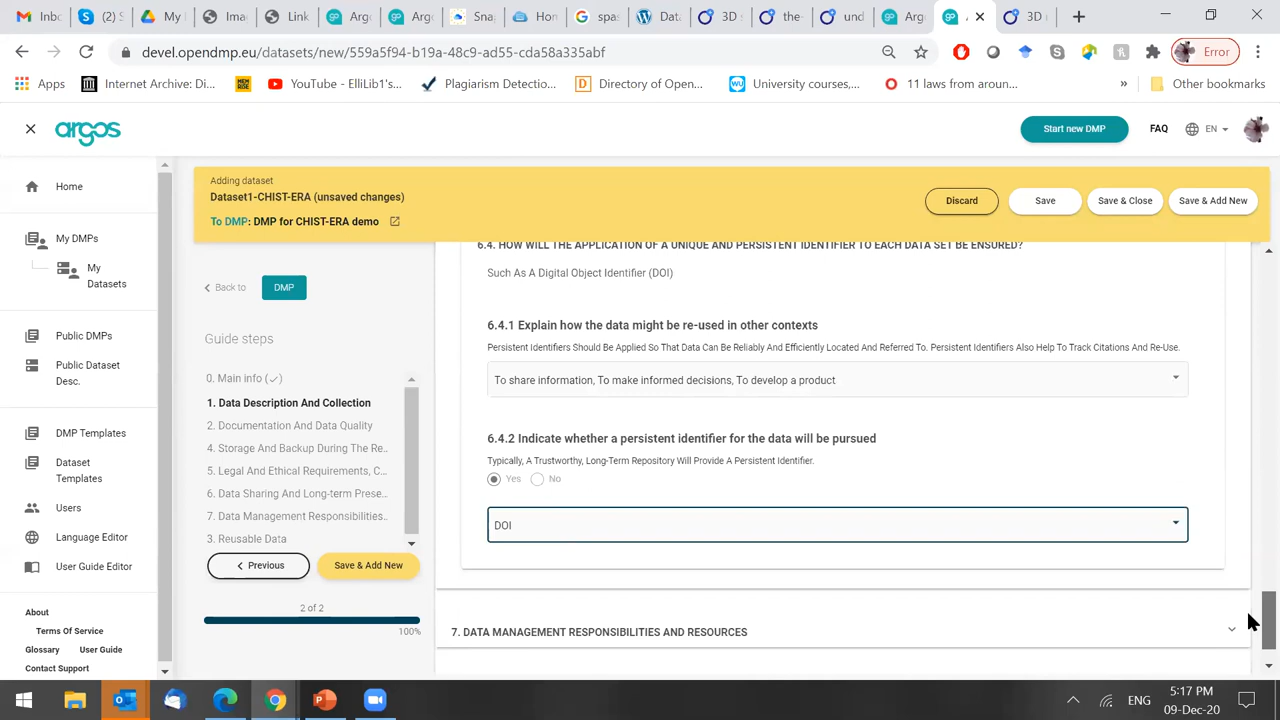 Inbo
(5) S
My D
Imag
Link
Argo
Argo
Snap
Hom
spas
Data
3D
the-
und
Argo
A
3D r
devel.opendmp.eu/datasets/new/559a5f94-b19a-48c9-ad55-cda58a335abf
Error
Apps
Internet Archive: Di...
YouTube - ElliLib1's...
Plagiarism Detectio...
Directory of Open...
University courses,...
11 laws from aroun...
»
Other bookmarks
argos
Start new DMP
FAQ
EN
Home
My DMPs
My
Datasets
Public DMPs
Public Dataset
Desc.
DMP Templates
Dataset
Templates
Users
Language Editor
User Guide Editor
About
Terms Of Service
Glossary User Guide
Contact Support
Adding dataset
Dataset1-CHIST-ERA (unsaved changes)
To DMP: DMP for CHIST-ERA demo
Discard
Save
Save & Close
Save & Add New
Back to
DMP
Guide steps
0. Main info (✓)
1. Data Description And Collection
2. Documentation And Data Quality
4. Storage And Backup During The Re..
5. Legal And Ethical Requirements, C...
6. Data Sharing And Long-term Prese...
7. Data Management Responsibilities...
3. Reusable Data
Previous
Save & Add New
2 of 2
100%
6.4. HOW WILL THE APPLICATION OF A UNIQUE AND PERSISTENT IDENTIFIER TO EACH DATA SET BE ENSURED?
Such As A Digital Object Identifier (DOI)
6.4.1 Explain how the data might be re-used in other contexts
Persistent Identifiers Should Be Applied So That Data Can Be Reliably And Efficiently Located And Referred To. Persistent Identifiers Also Help To Track Citations And Re-Use.
To share information, To make informed decisions, To develop a product
6.4.2 Indicate whether a persistent identifier for the data will be pursued
Typically, A Trustworthy, Long-Term Repository Will Provide A Persistent Identifier.
Yes No
DOI
7. DATA MANAGEMENT RESPONSIBILITIES AND RESOURCES
ENG
5:17 PM
09-Dec-20